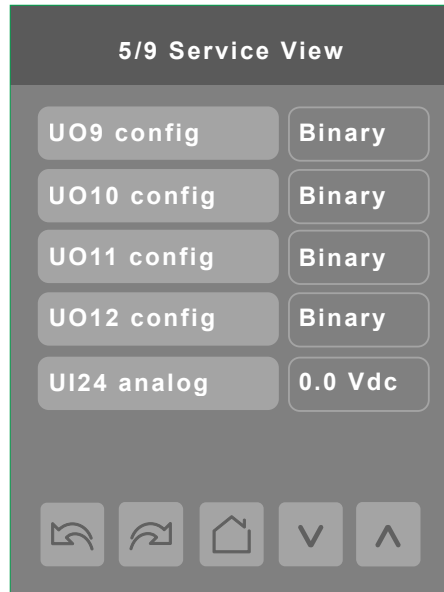 5/9 Service View
UO9 config Binary
UO10 config Binary
UO11 config Binary
UO12 config Binary
UI24 analog 0.0 Vdc